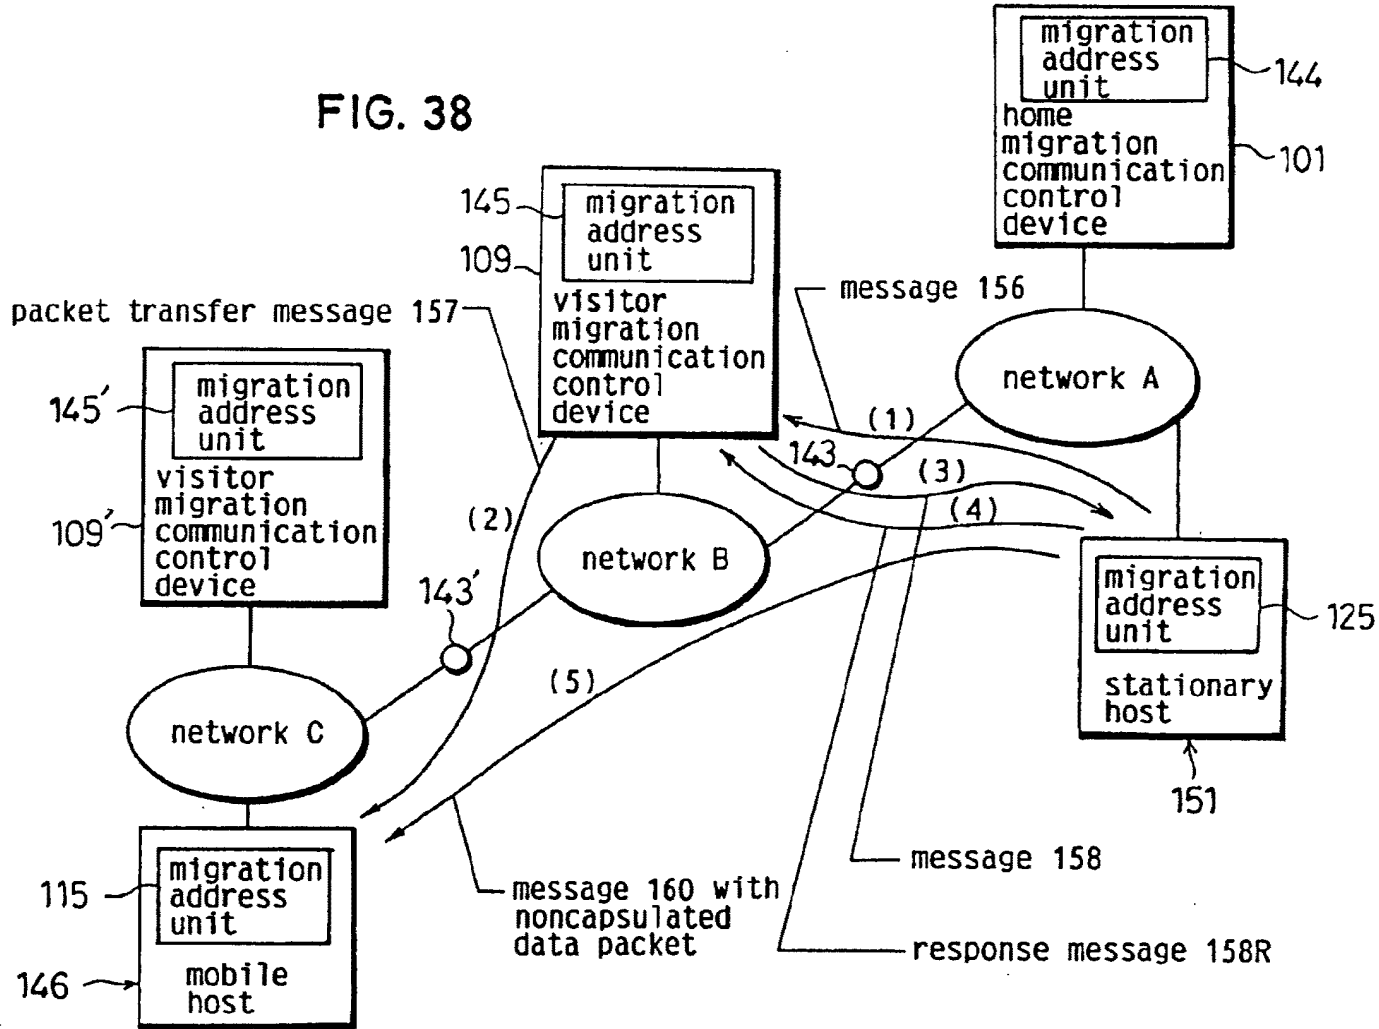 FIG. 38
migration
address
unit
144
home
migration
communication
control
device
101
145
migration
address
unit
109
visitor
migration
communication
control
device
message 156
packet transfer message 157
network A
145′
migration
address
unit
109′
visitor
migration
communication
control
device
(1)
143
(3)
(4)
(2)
network B
143′
migration
address
unit
125
stationary
host
151
(5)
network C
115
migration
address
unit
146
mobile
host
message 158
message 160 with
noncapsulated
data packet
response message 158R